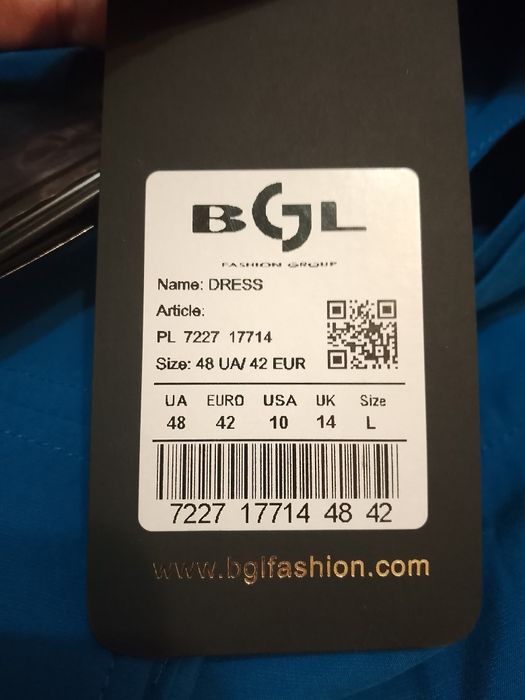 BGL
FASHION GROUP
Name: DRESS
Article:
PL 7227 17714
Size: 48 UA/ 42 EUR
UA EURO USA UK Size
48 42 10 14 L
7227 17714 48 42
www.bglfashion.com